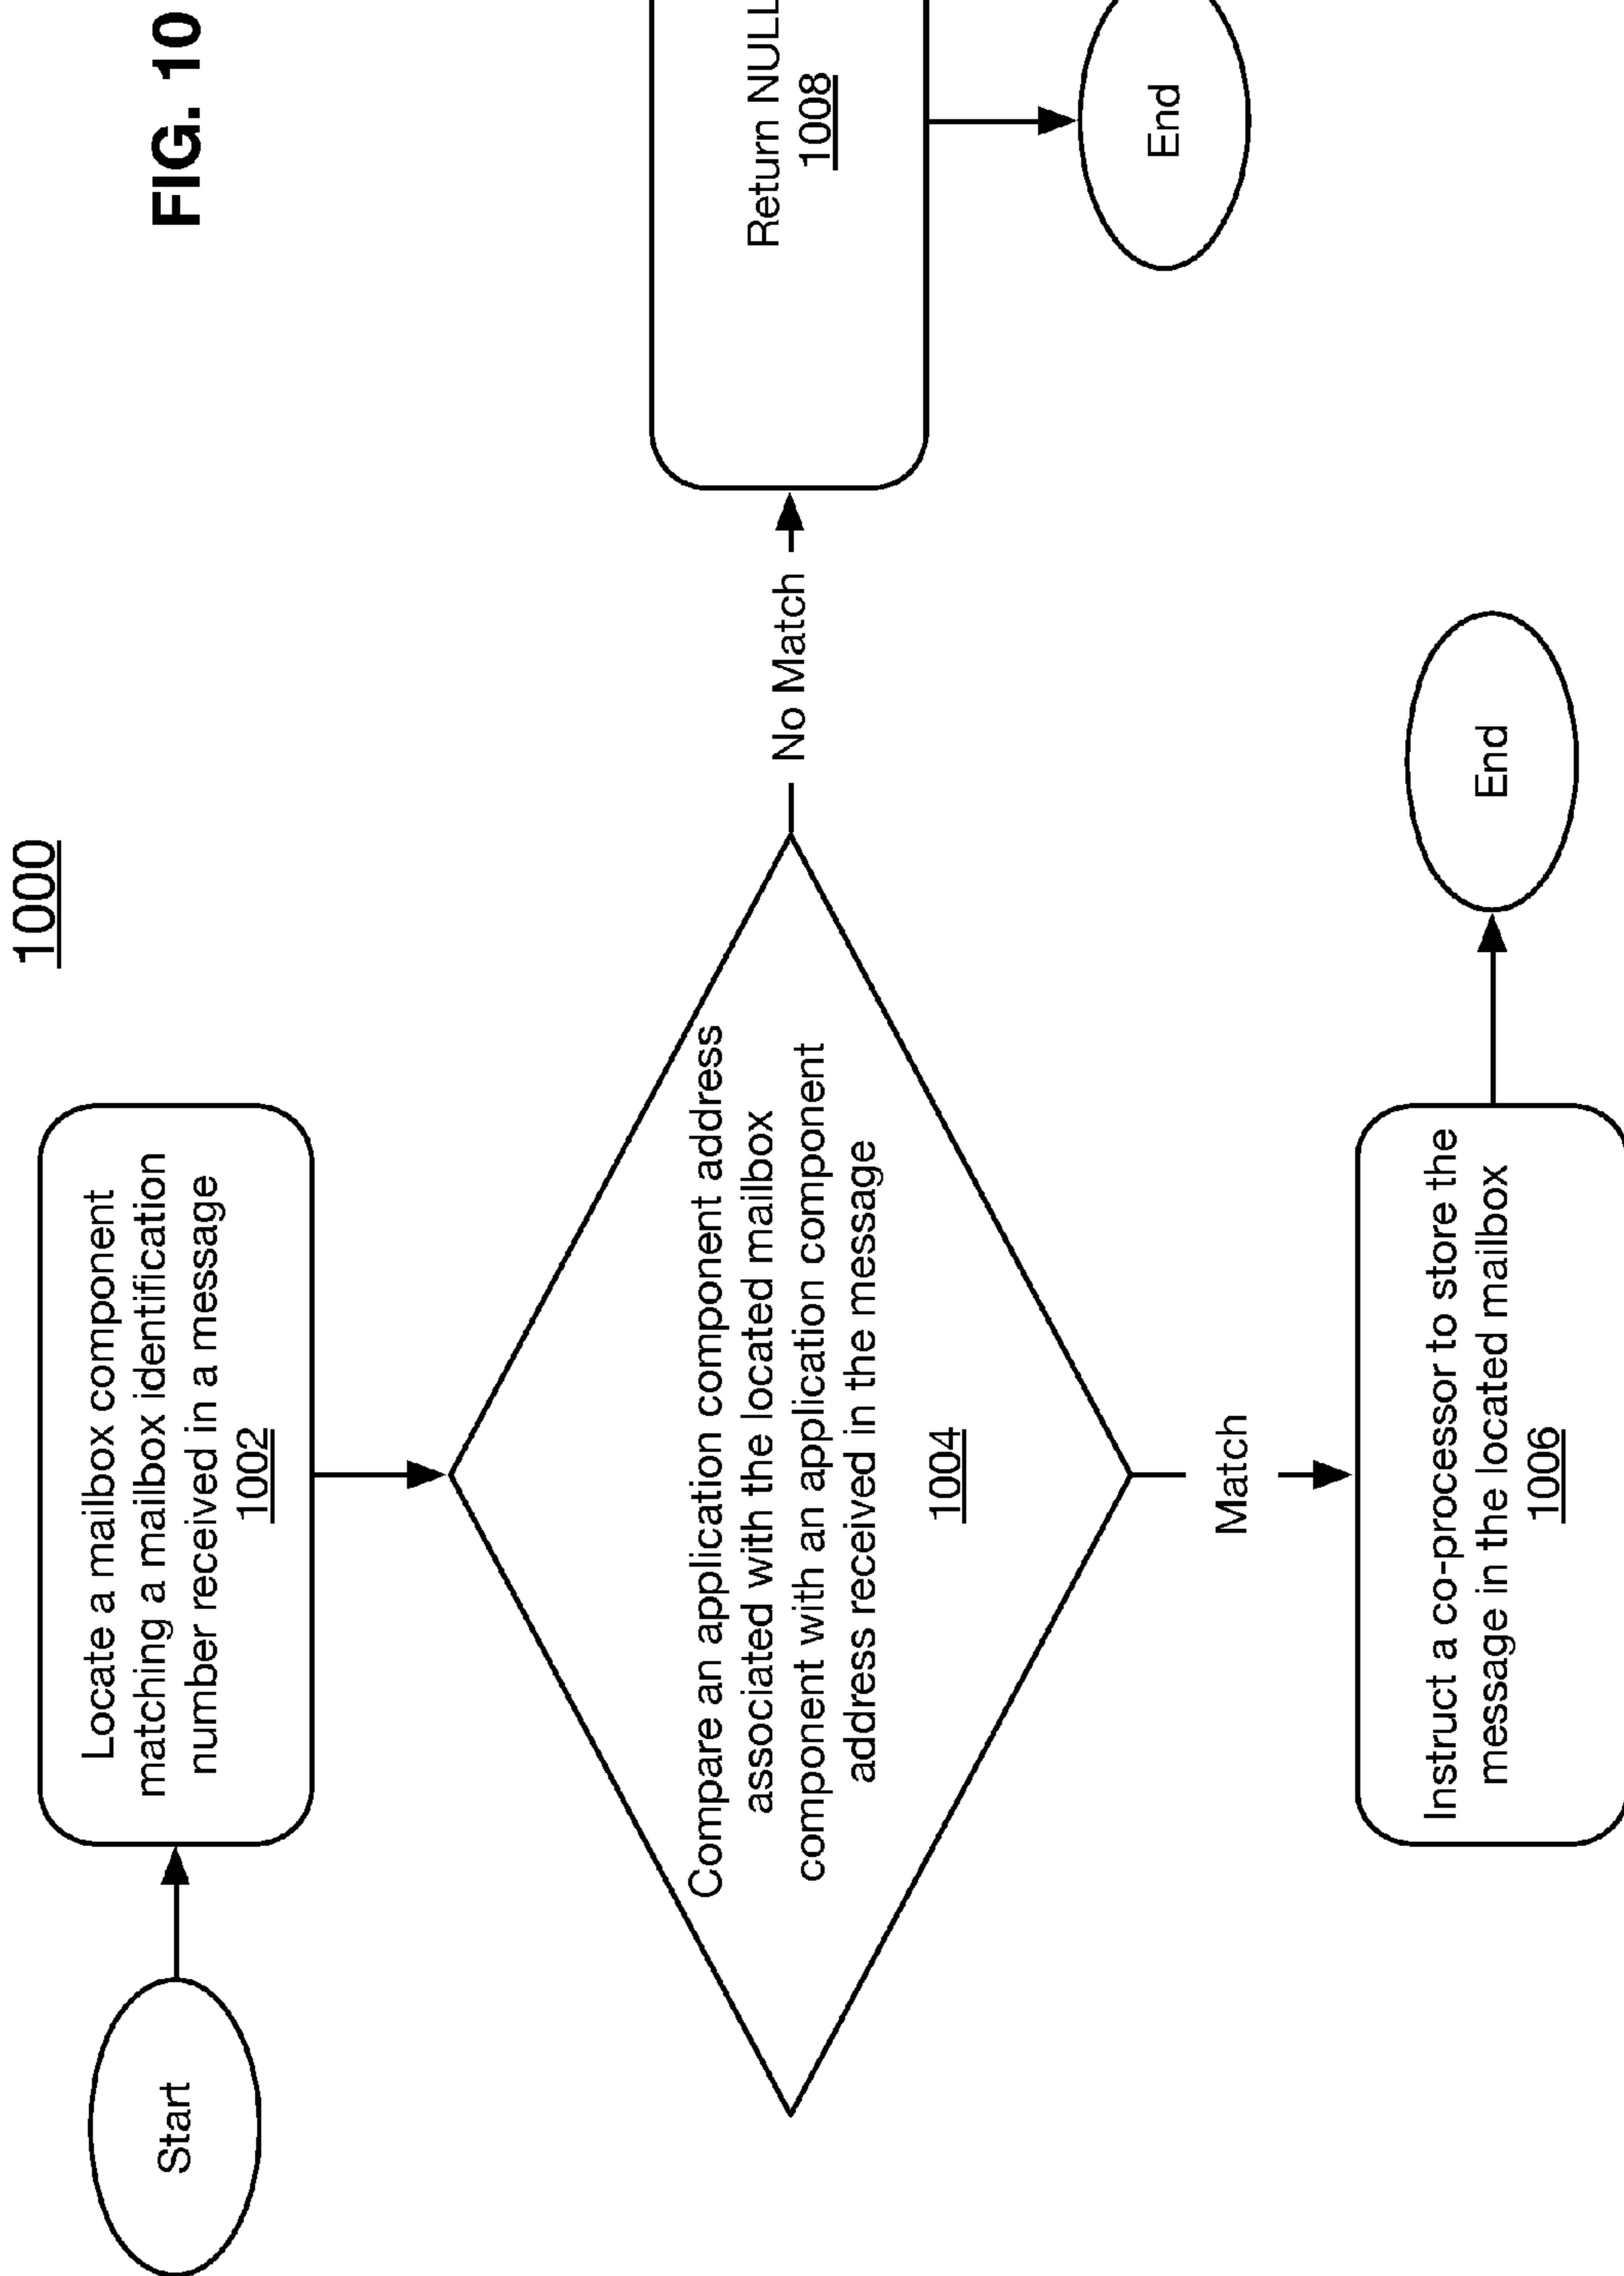 1000
FIG. 10
Start
Locate a mailbox component
matching a mailbox identification
number received in a message
1002
Compare an application component address
associated with the located mailbox
component with an application component
address received in the message
1004
No Match
Return NULL
1008
End
Match
Instruct a co-processor to store the
message in the located mailbox
1006
End